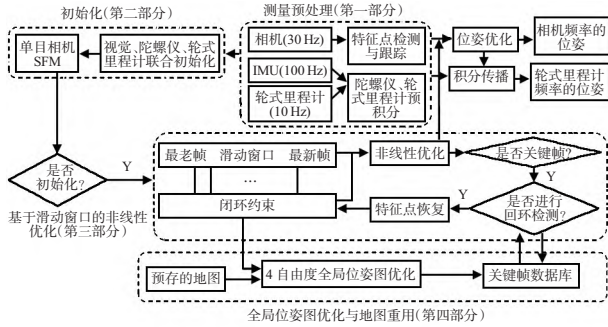 初始化(第二部分)
测量预处理(第一部分)
单目相机
SFM
视觉、陀螺仪、轮式
里程计联合初始化
相机(30 Hz)
特征点检测
与跟踪
IMU(100 Hz)
轮式里程计
(10 Hz)
陀螺仪、轮
式里程计预
积分
位姿优化
相机频率的
位姿
积分传播
轮式里程计
频率的位姿
是否
初始化?
Y
基于滑动窗口的非线性
优化(第三部分)
最老帧 滑动窗口 最新帧
…
闭环约束
非线性优化
是否关键帧?
Y
特征点恢复
Y
是否进行
回环检测?
预存的地图
4 自由度全局位姿图优化
关键帧数据库
全局位姿图优化与地图重用(第四部分)